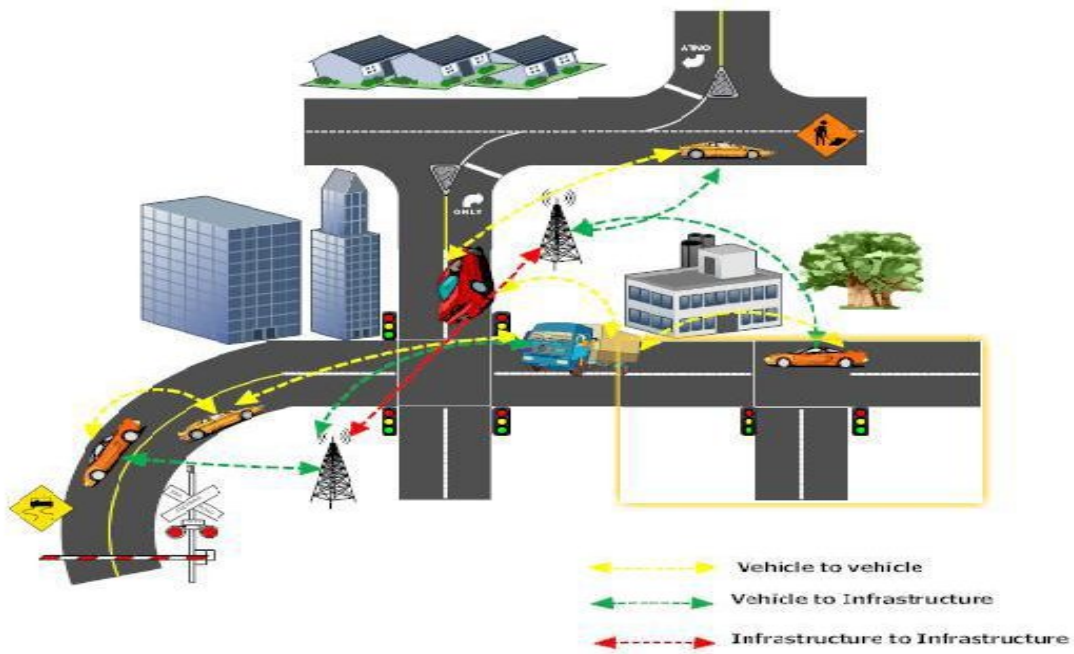 ONLY
ONLY
Vehicle to vehicle
Vehicle to Infrastructure
Infrastructure to Infrastructure